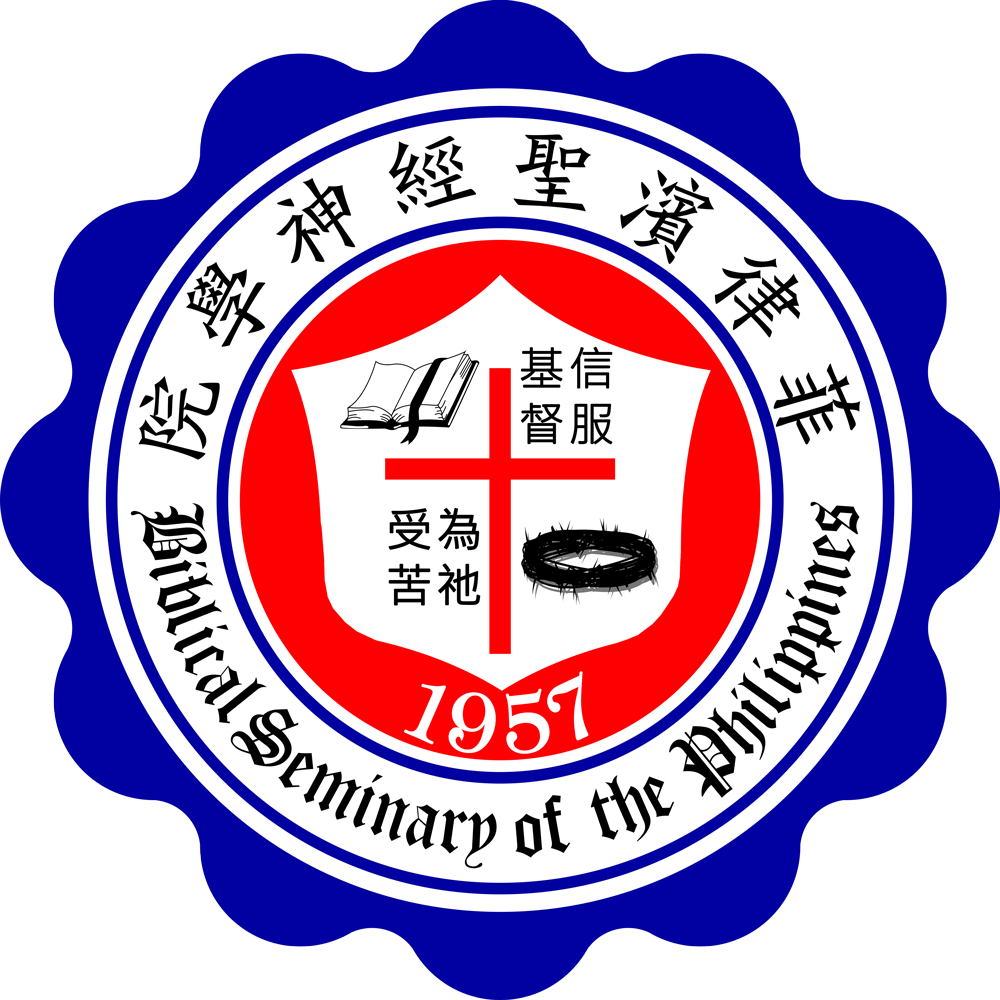 菲律濱聖經神學院
信服
基督
為祂
受苦
1957
Biblical Seminary of the Philippines